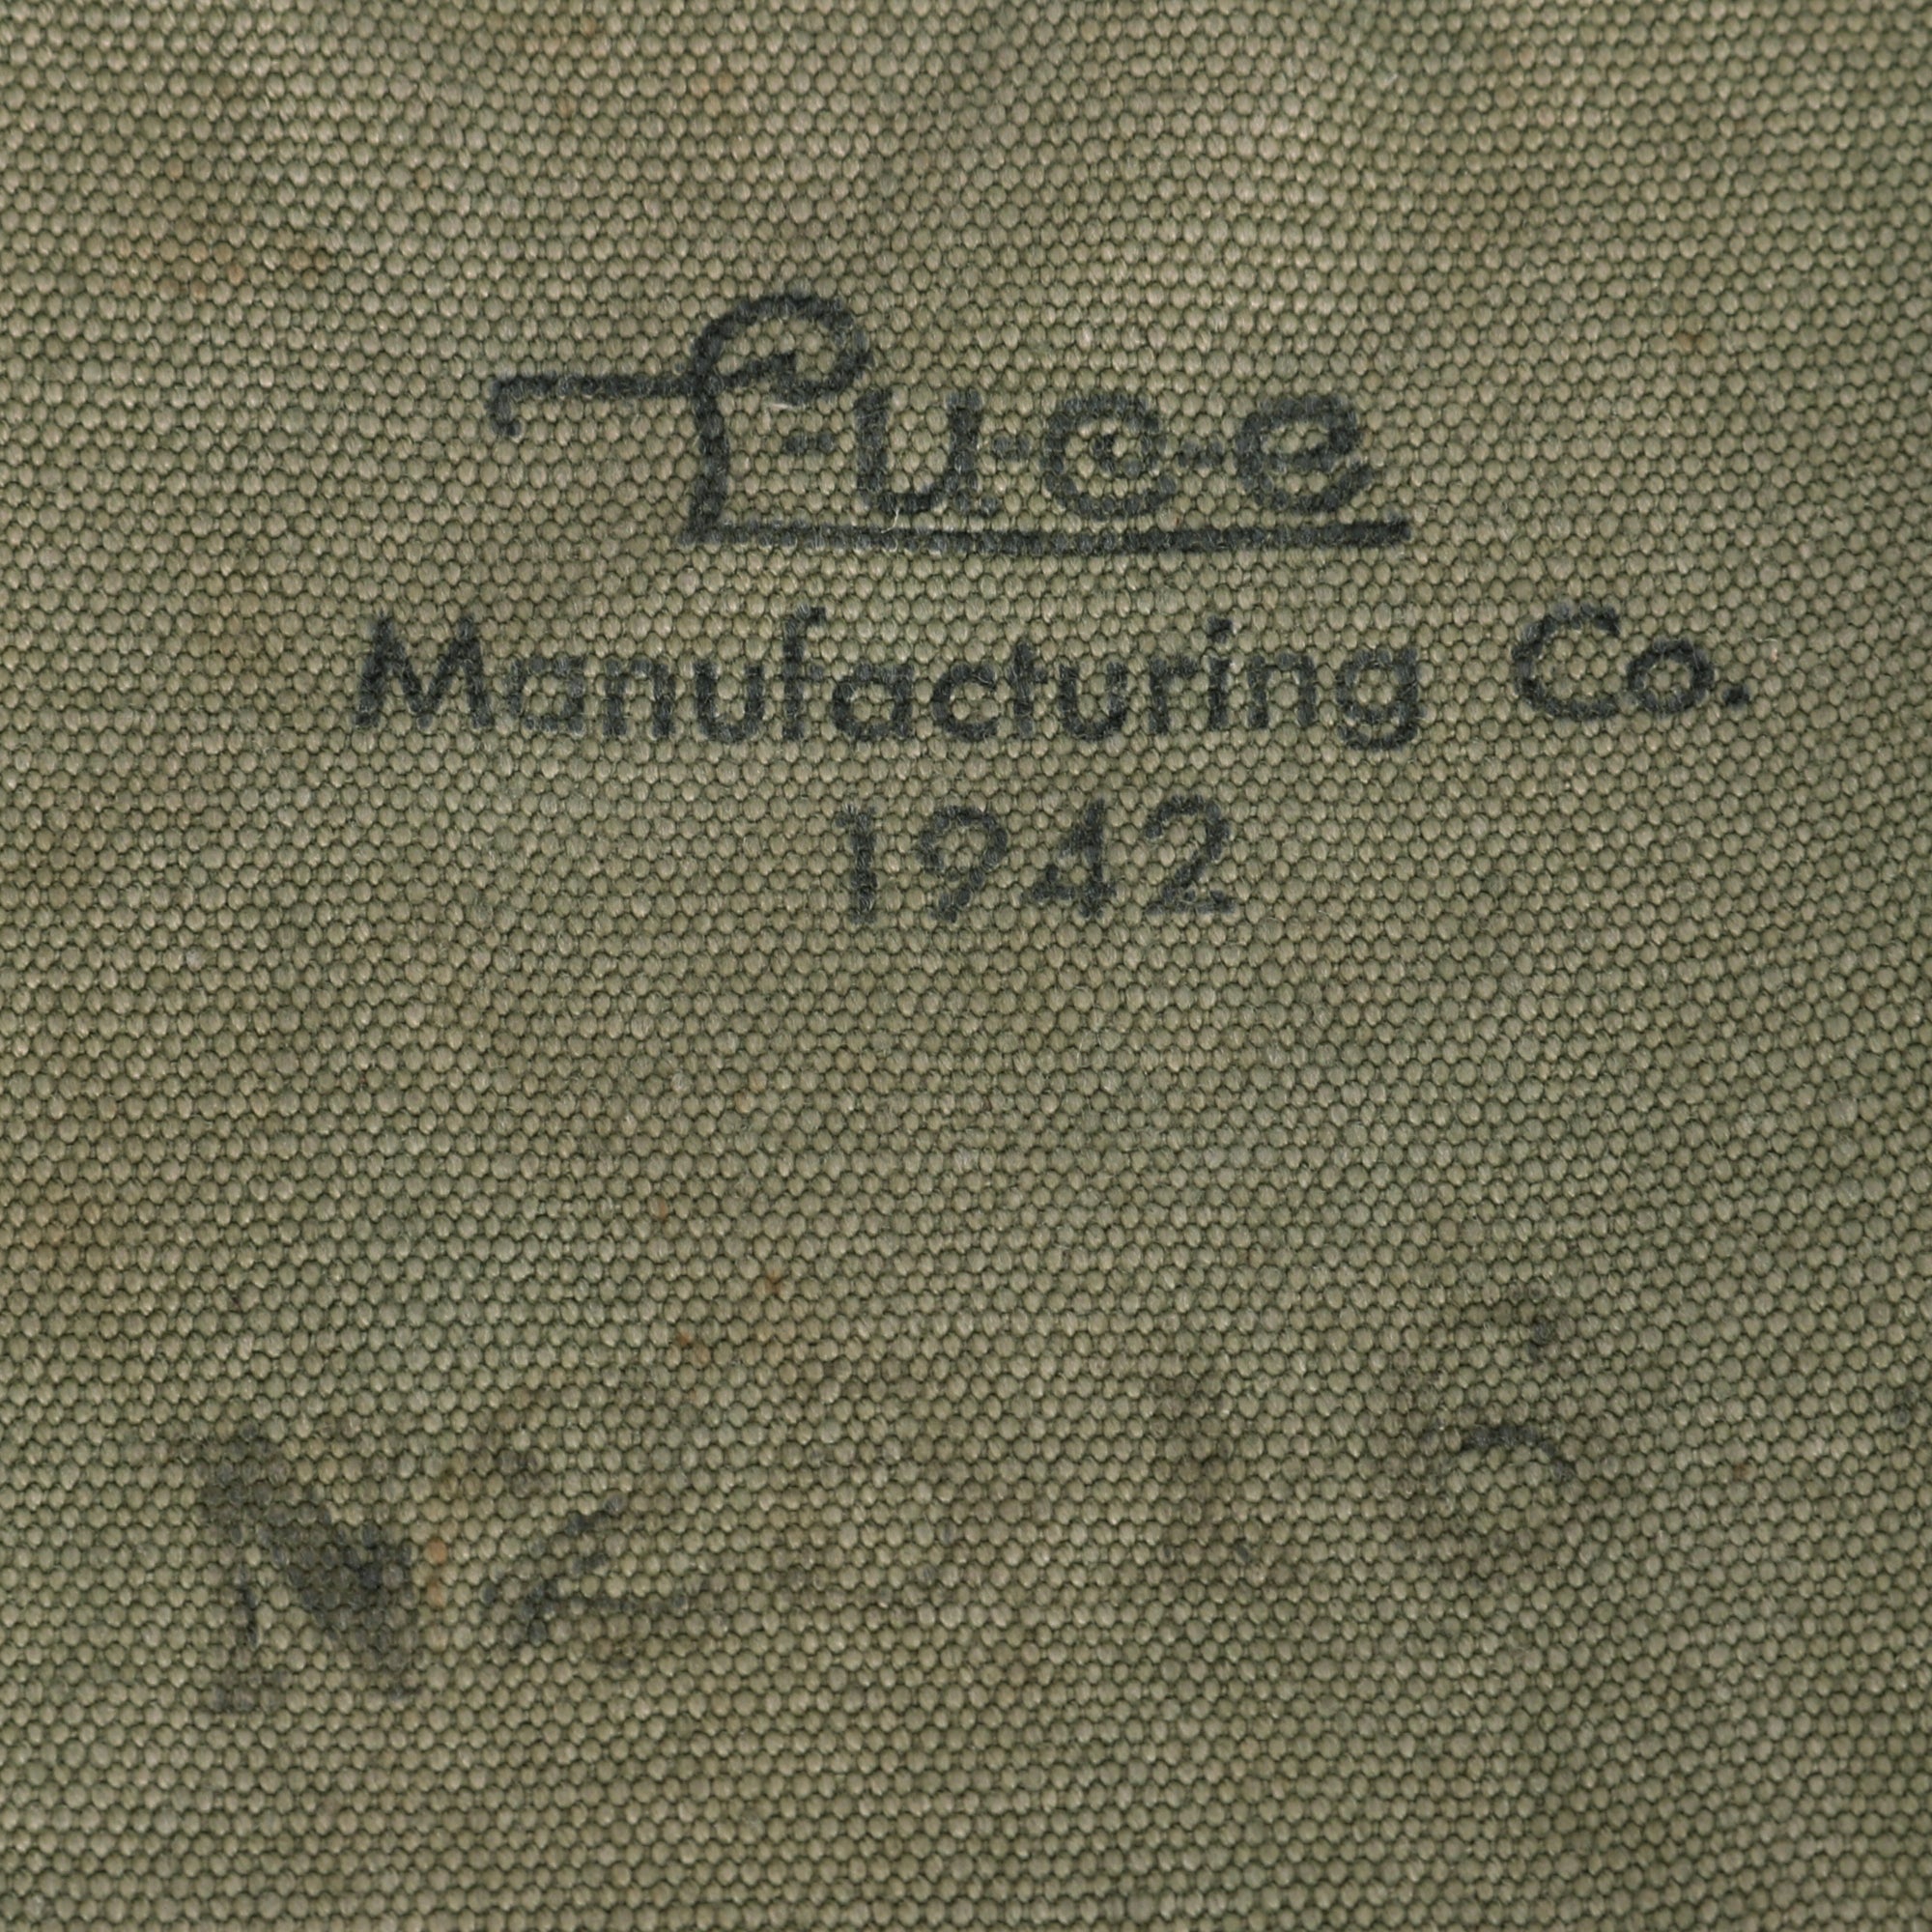 L-u-c-e
Manufacturing Co.
1942